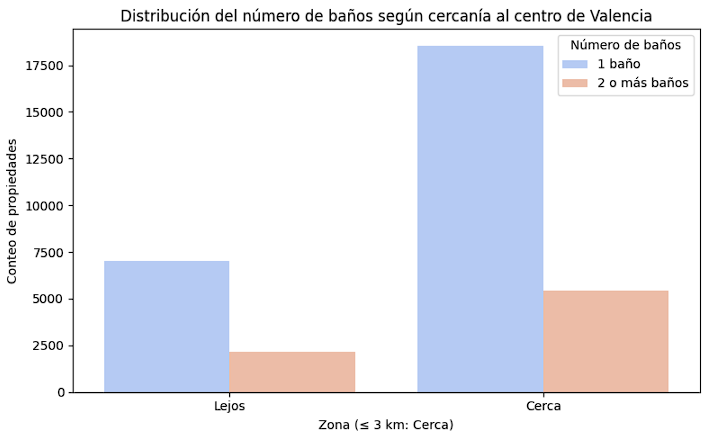 Distribución del número de baños según cercanía al centro de Valencia
Número de baños
1 baño
2 o más baños
Conteo de propiedades
17500
15000
12500
10000
7500
5000
2500
0
Lejos
Cerca
Zona (≤ 3 km: Cerca)